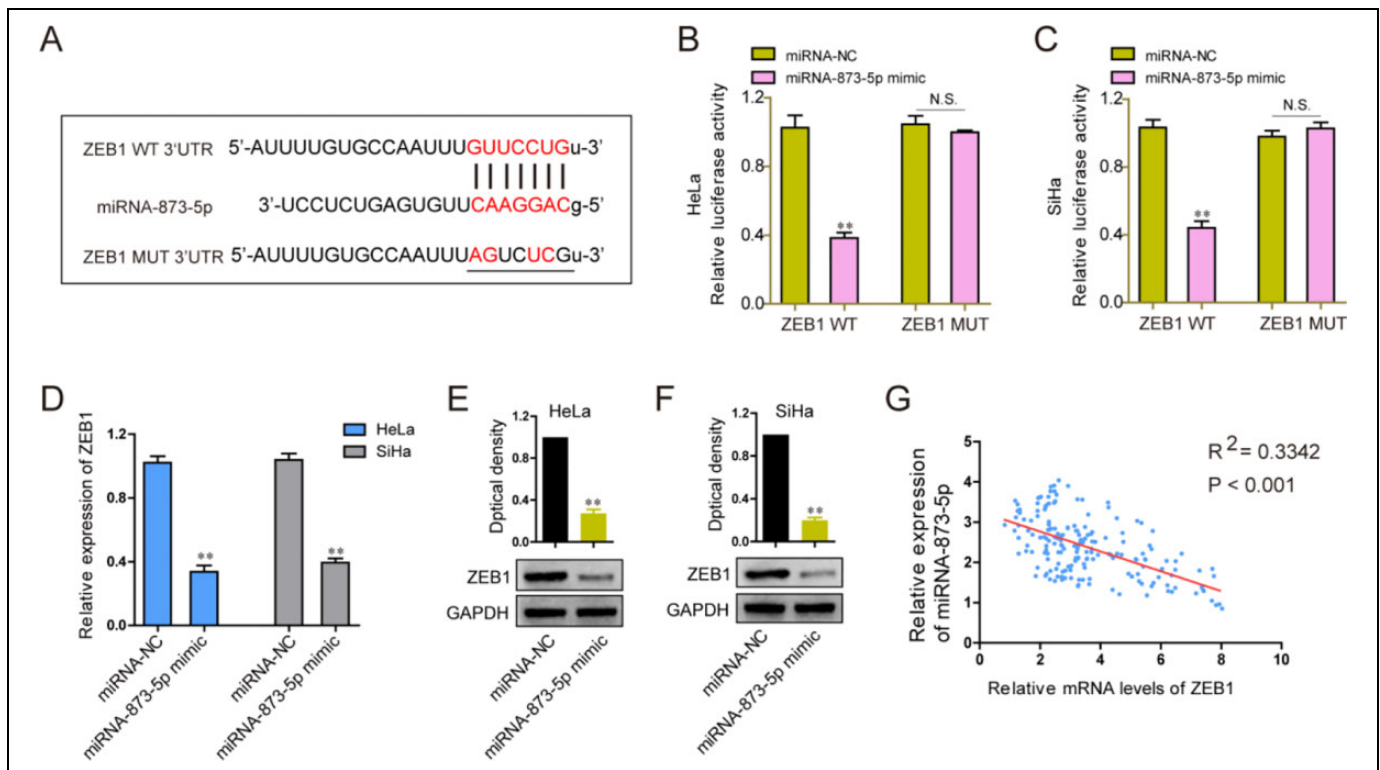 A
ZEB1 WT 3'UTR 5'-AUUUUGUGCCAAUUUGUUCCUGu-3'
miRNA-873-5p 3'-UCCUCUGAGUGUUCAAGGACg-5'
ZEB1 MUT 3'UTR 5'-AUUUUGUGCCAAUUUAGUCUCGu-3'
B
miRNA-NC
miRNA-873-5p mimic
HeLa
Relative luciferase activity
1.2
0.8
0.4
0.0
**
N.S.
ZEB1 WT
ZEB1 MUT
C
miRNA-NC
miRNA-873-5p mimic
SiHa
Relative luciferase activity
1.2
0.8
0.4
0.0
**
N.S.
ZEB1 WT
ZEB1 MUT
D
Relative expression of ZEB1
1.2
0.8
0.4
0.0
HeLa
SiHa
**
**
miRNA-NC
miRNA-873-5p mimic
miRNA-NC
miRNA-873-5p mimic
E
HeLa
Dptical density
1.2
0.8
0.4
0.0
**
ZEB1
GAPDH
miRNA-NC
miRNA-873-5p mimic
F
SiHa
Dptical density
1.2
0.8
0.4
0.0
**
ZEB1
GAPDH
miRNA-NC
miRNA-873-5p mimic
G
Relative expression
of miRNA-873-5p
5
4
3
2
1
0
R2 = 0.3342
P < 0.001
0 2 4 6 8 10
Relative mRNA levels of ZEB1